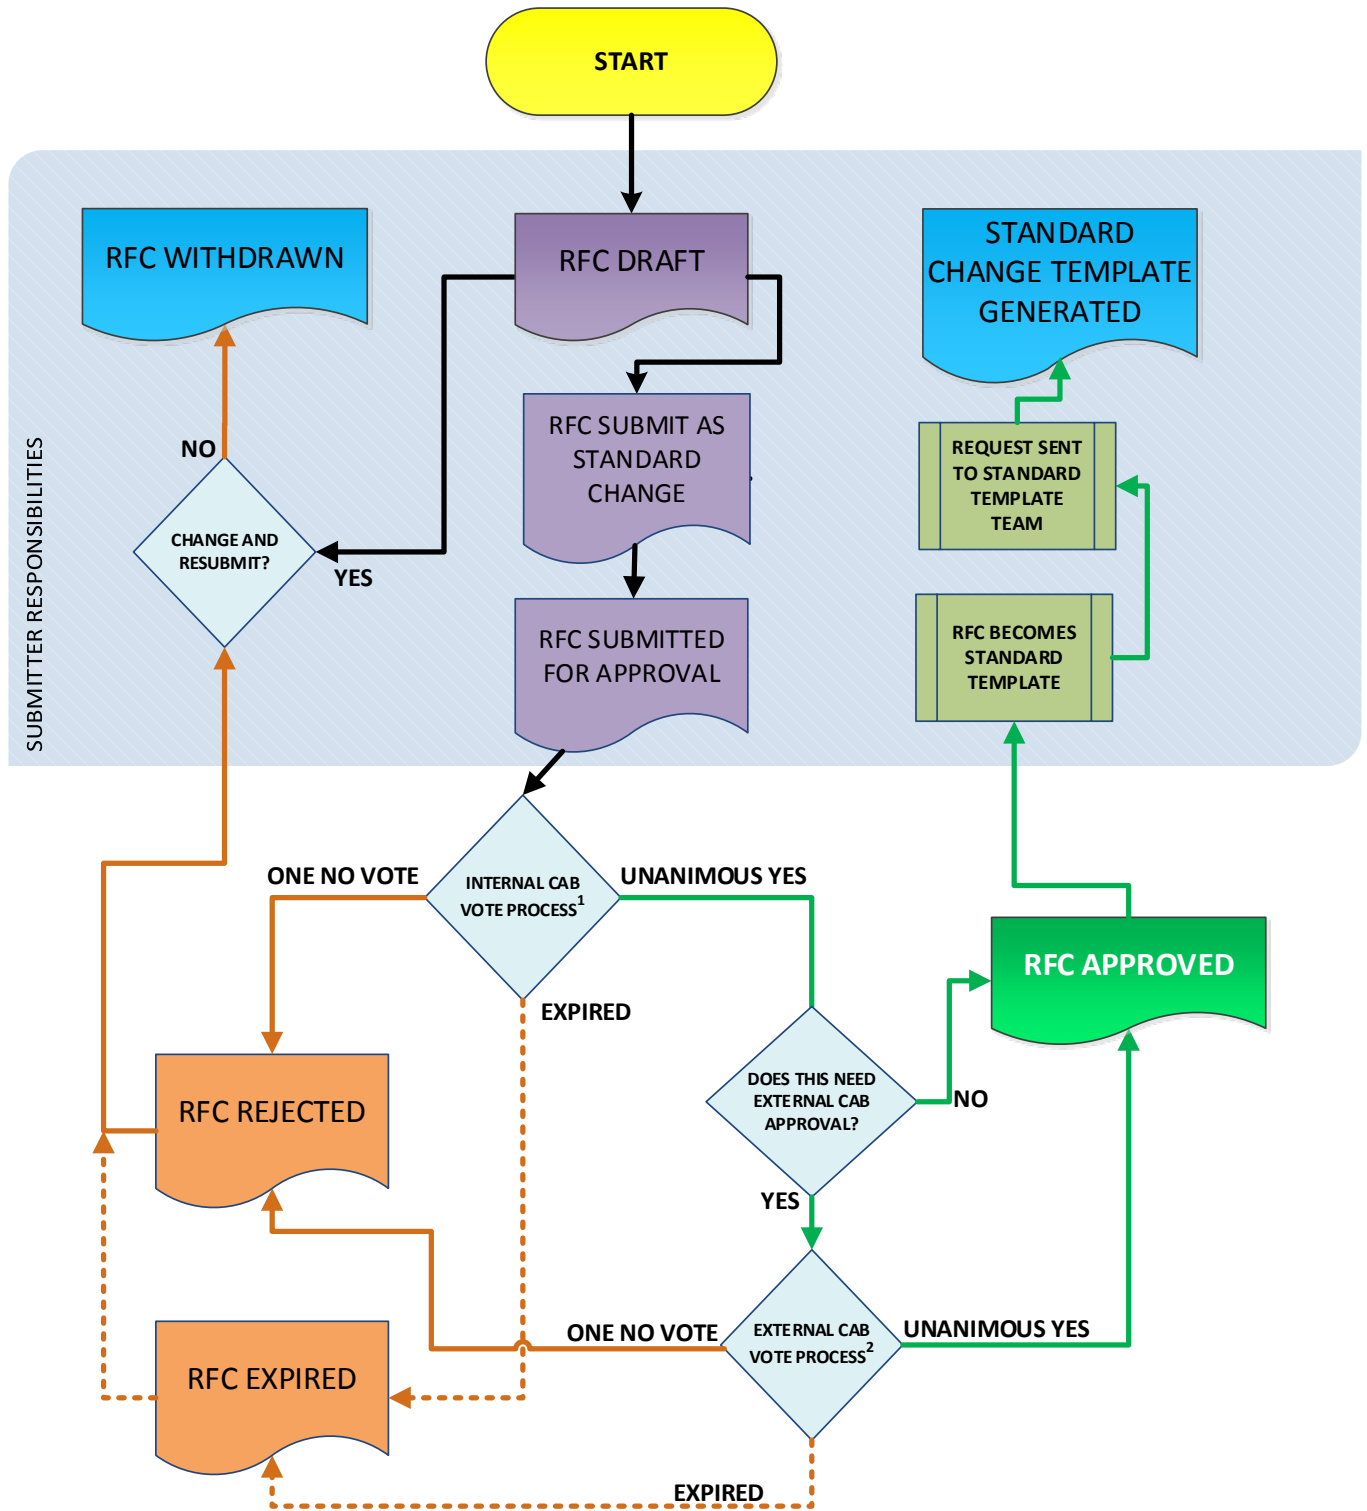 START
RFC WITHDRAWN
RFC DRAFT
STANDARD
CHANGE TEMPLATE
GENERATED
RFC SUBMIT AS
STANDARD
CHANGE
REQUEST SENT
TO STANDARD
TEMPLATE
TEAM
NO
CHANGE AND
RESUBMIT?
YES
SUBMITTER RESPONSIBILITIES
RFC SUBMITTED
FOR APPROVAL
RFC BECOMES
STANDARD
TEMPLATE
ONE NO VOTE
INTERNAL CAB
VOTE PROCESS¹
UNANIMOUS YES
EXPIRED
RFC APPROVED
RFC REJECTED
DOES THIS NEED
EXTERNAL CAB
APPROVAL?
NO
YES
ONE NO VOTE
EXTERNAL CAB
VOTE PROCESS²
UNANIMOUS YES
RFC EXPIRED
EXPIRED